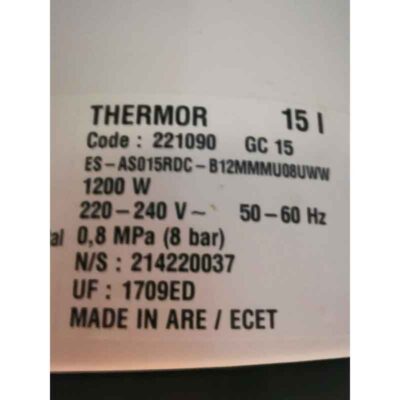 THERMOR 15 l
Code : 221090 GC 15
ES-AS015RDC-B12MMMU08UWW
1200 W
220-240 V~ 50-60 Hz
0,8 MPa (8 bar)
N/S : 214220037
UF : 1709ED
MADE IN ARE / ECET